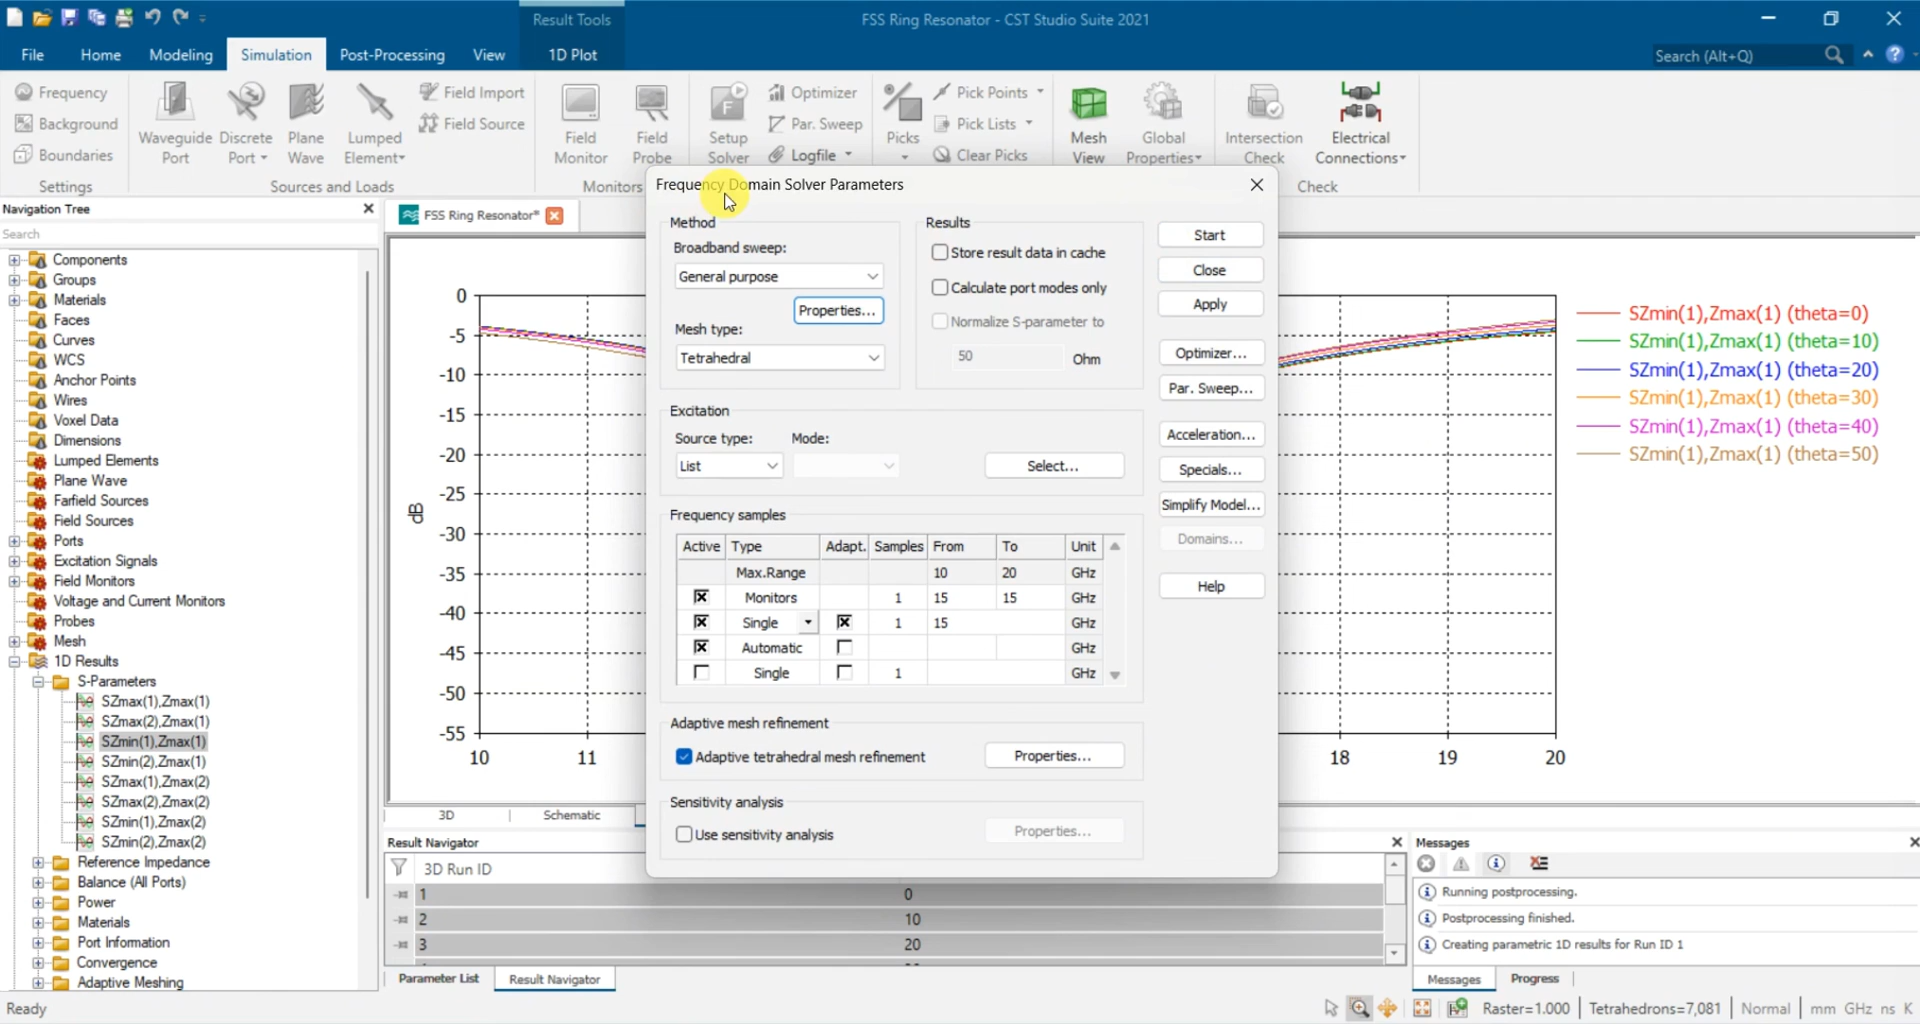 Result Tools
FSS Ring Resonator - CST Studio Suite 2021
File Home Modeling Simulation Post-Processing View 1D Plot
Search (Alt+Q)
Frequency
Background
Boundaries
Settings
Waveguide Port
Discrete Port
Plane Wave
Lumped Element
Field Import
Field Source
Sources and Loads
Field Monitor
Field Probe
Monitors
Setup Solver
Optimizer
Par. Sweep
Logfile
Picks
Pick Points
Pick Lists
Clear Picks
Mesh View
Global Properties
Intersection Check
Electrical Connections
Check
Navigation Tree
Search
Components
Groups
Materials
Faces
Curves
WCS
Anchor Points
Wires
Voxel Data
Dimensions
Lumped Elements
Plane Wave
Farfield Sources
Field Sources
Ports
Excitation Signals
Field Monitors
Voltage and Current Monitors
Probes
Mesh
1D Results
S-Parameters
SZmax(1),Zmax(1)
SZmax(2),Zmax(1)
SZmin(1),Zmax(1)
SZmin(2),Zmax(1)
SZmax(1),Zmax(2)
SZmax(2),Zmax(2)
SZmin(1),Zmax(2)
SZmin(2),Zmax(2)
Reference Impedance
Balance (All Ports)
Power
Materials
Port Information
Convergence
Adaptive Meshing
FSS Ring Resonator*
0
-5
-10
-15
-20
-25
-30
-35
-40
-45
-50
-55
dB
10 11 18 19 20
SZmin(1),Zmax(1) (theta=0)
SZmin(1),Zmax(1) (theta=10)
SZmin(1),Zmax(1) (theta=20)
SZmin(1),Zmax(1) (theta=30)
SZmin(1),Zmax(1) (theta=40)
SZmin(1),Zmax(1) (theta=50)
Frequency Domain Solver Parameters
Method
Broadband sweep:
General purpose
Properties...
Mesh type:
Tetrahedral
Results
Store result data in cache
Calculate port modes only
Normalize S-parameter to
50 Ohm
Start
Close
Apply
Optimizer...
Par. Sweep...
Acceleration...
Specials...
Simplify Model...
Domains...
Help
Excitation
Source type: Mode:
List Select...
Frequency samples
Active Type Adapt. Samples From To Unit
Max.Range 10 20 GHz
Monitors 1 15 15 GHz
Single 1 15 GHz
Automatic GHz
Single 1 GHz
Adaptive mesh refinement
Adaptive tetrahedral mesh refinement Properties...
Sensitivity analysis
Use sensitivity analysis Properties...
3D Schematic
Result Navigator
3D Run ID
1 0
2 10
3 20
Parameter List Result Navigator
Messages
Running postprocessing.
Postprocessing finished.
Creating parametric 1D results for Run ID 1
Messages Progress
Ready
Raster=1.000 Tetrahedrons=7,081 Normal mm GHz ns K